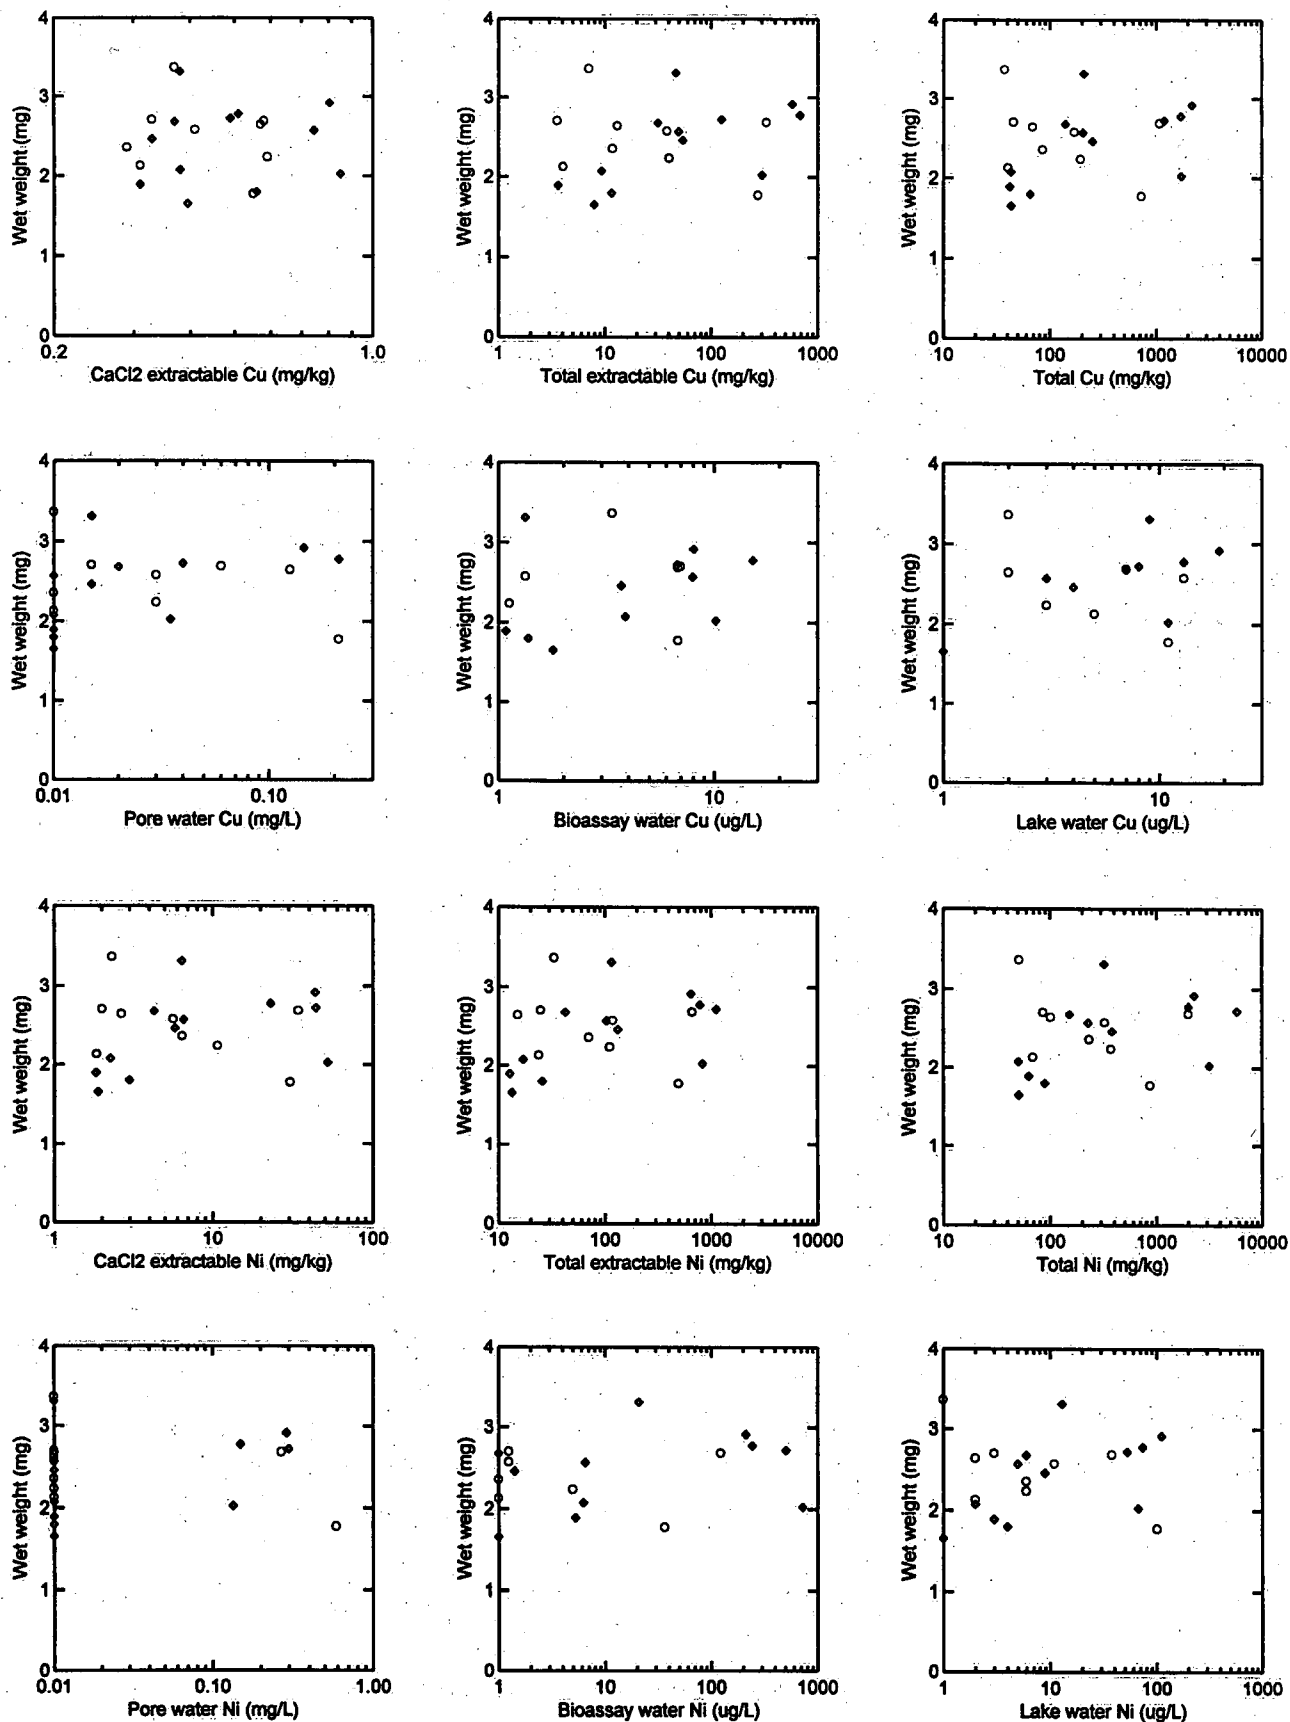 4 4 4
3 3 3
Wet weight (mg) Wet weight (mg) Wet weight (mg)
2 2 2
1 1 1
0 0 0
0.2 1.0 1 10 100 1000 10 100 1000 10000
CaCl2 extractable Cu (mg/kg) Total extractable Cu (mg/kg) Total Cu (mg/kg)
4 4 4
3 3 3
Wet weight (mg) Wet weight (mg) Wet weight (mg)
2 2 2
1 1 1
0 0 0
0.01 0.10 1 10 1 10
Pore water Cu (mg/L) Bioassay water Cu (ug/L) Lake water Cu (ug/L)
4 4 4
3 3 3
Wet weight (mg) Wet weight (mg) Wet weight (mg)
2 2 2
1 1 1
0 0 0
1 10 100 10 100 1000 10000 10 100 1000 10000
CaCl2 extractable Ni (mg/kg) Total extractable Ni (mg/kg) Total Ni (mg/kg)
4 4 4
3 3 3
Wet weight (mg) Wet weight (mg) Wet weight (mg)
2 2 2
1 1 1
0 0 0
0.01 0.10 1.00 1 10 100 1000 1 10 100 1000
Pore water Ni (mg/L) Bioassay water Ni (ug/L) Lake water Ni (ug/L)